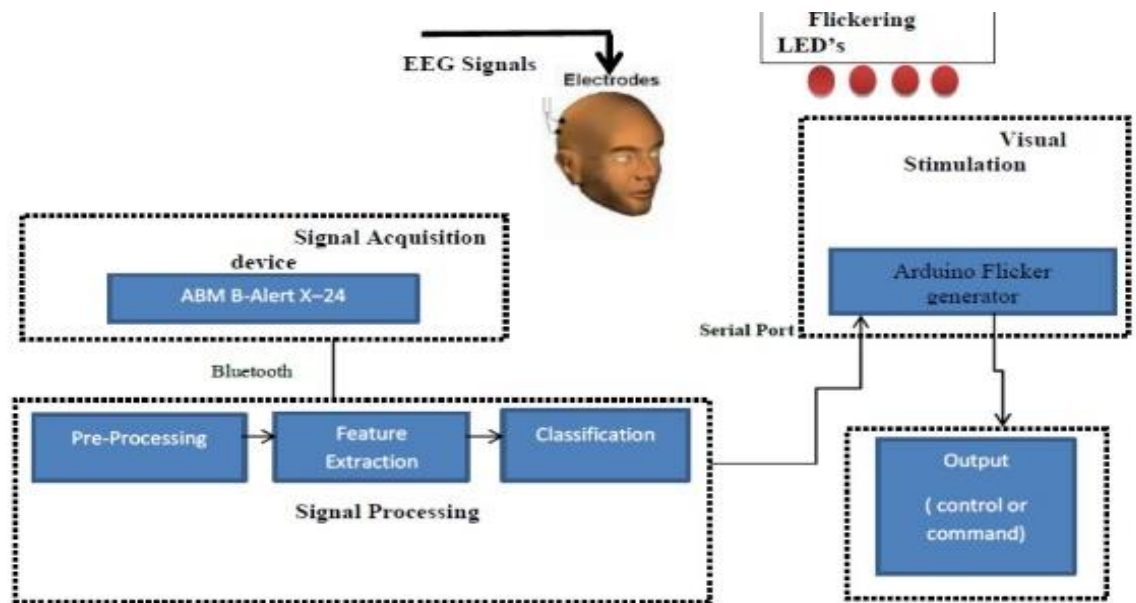 Flickering
LED's
EEG Signals
Electrodes
Visual
Stimulation
Signal Acquisition
device
ABM B-Alert X–24
Arduino Flicker
generator
Serial Port
Bluetooth
Pre-Processing
Feature
Extraction
Classification
Signal Processing
Output
( control or
command)